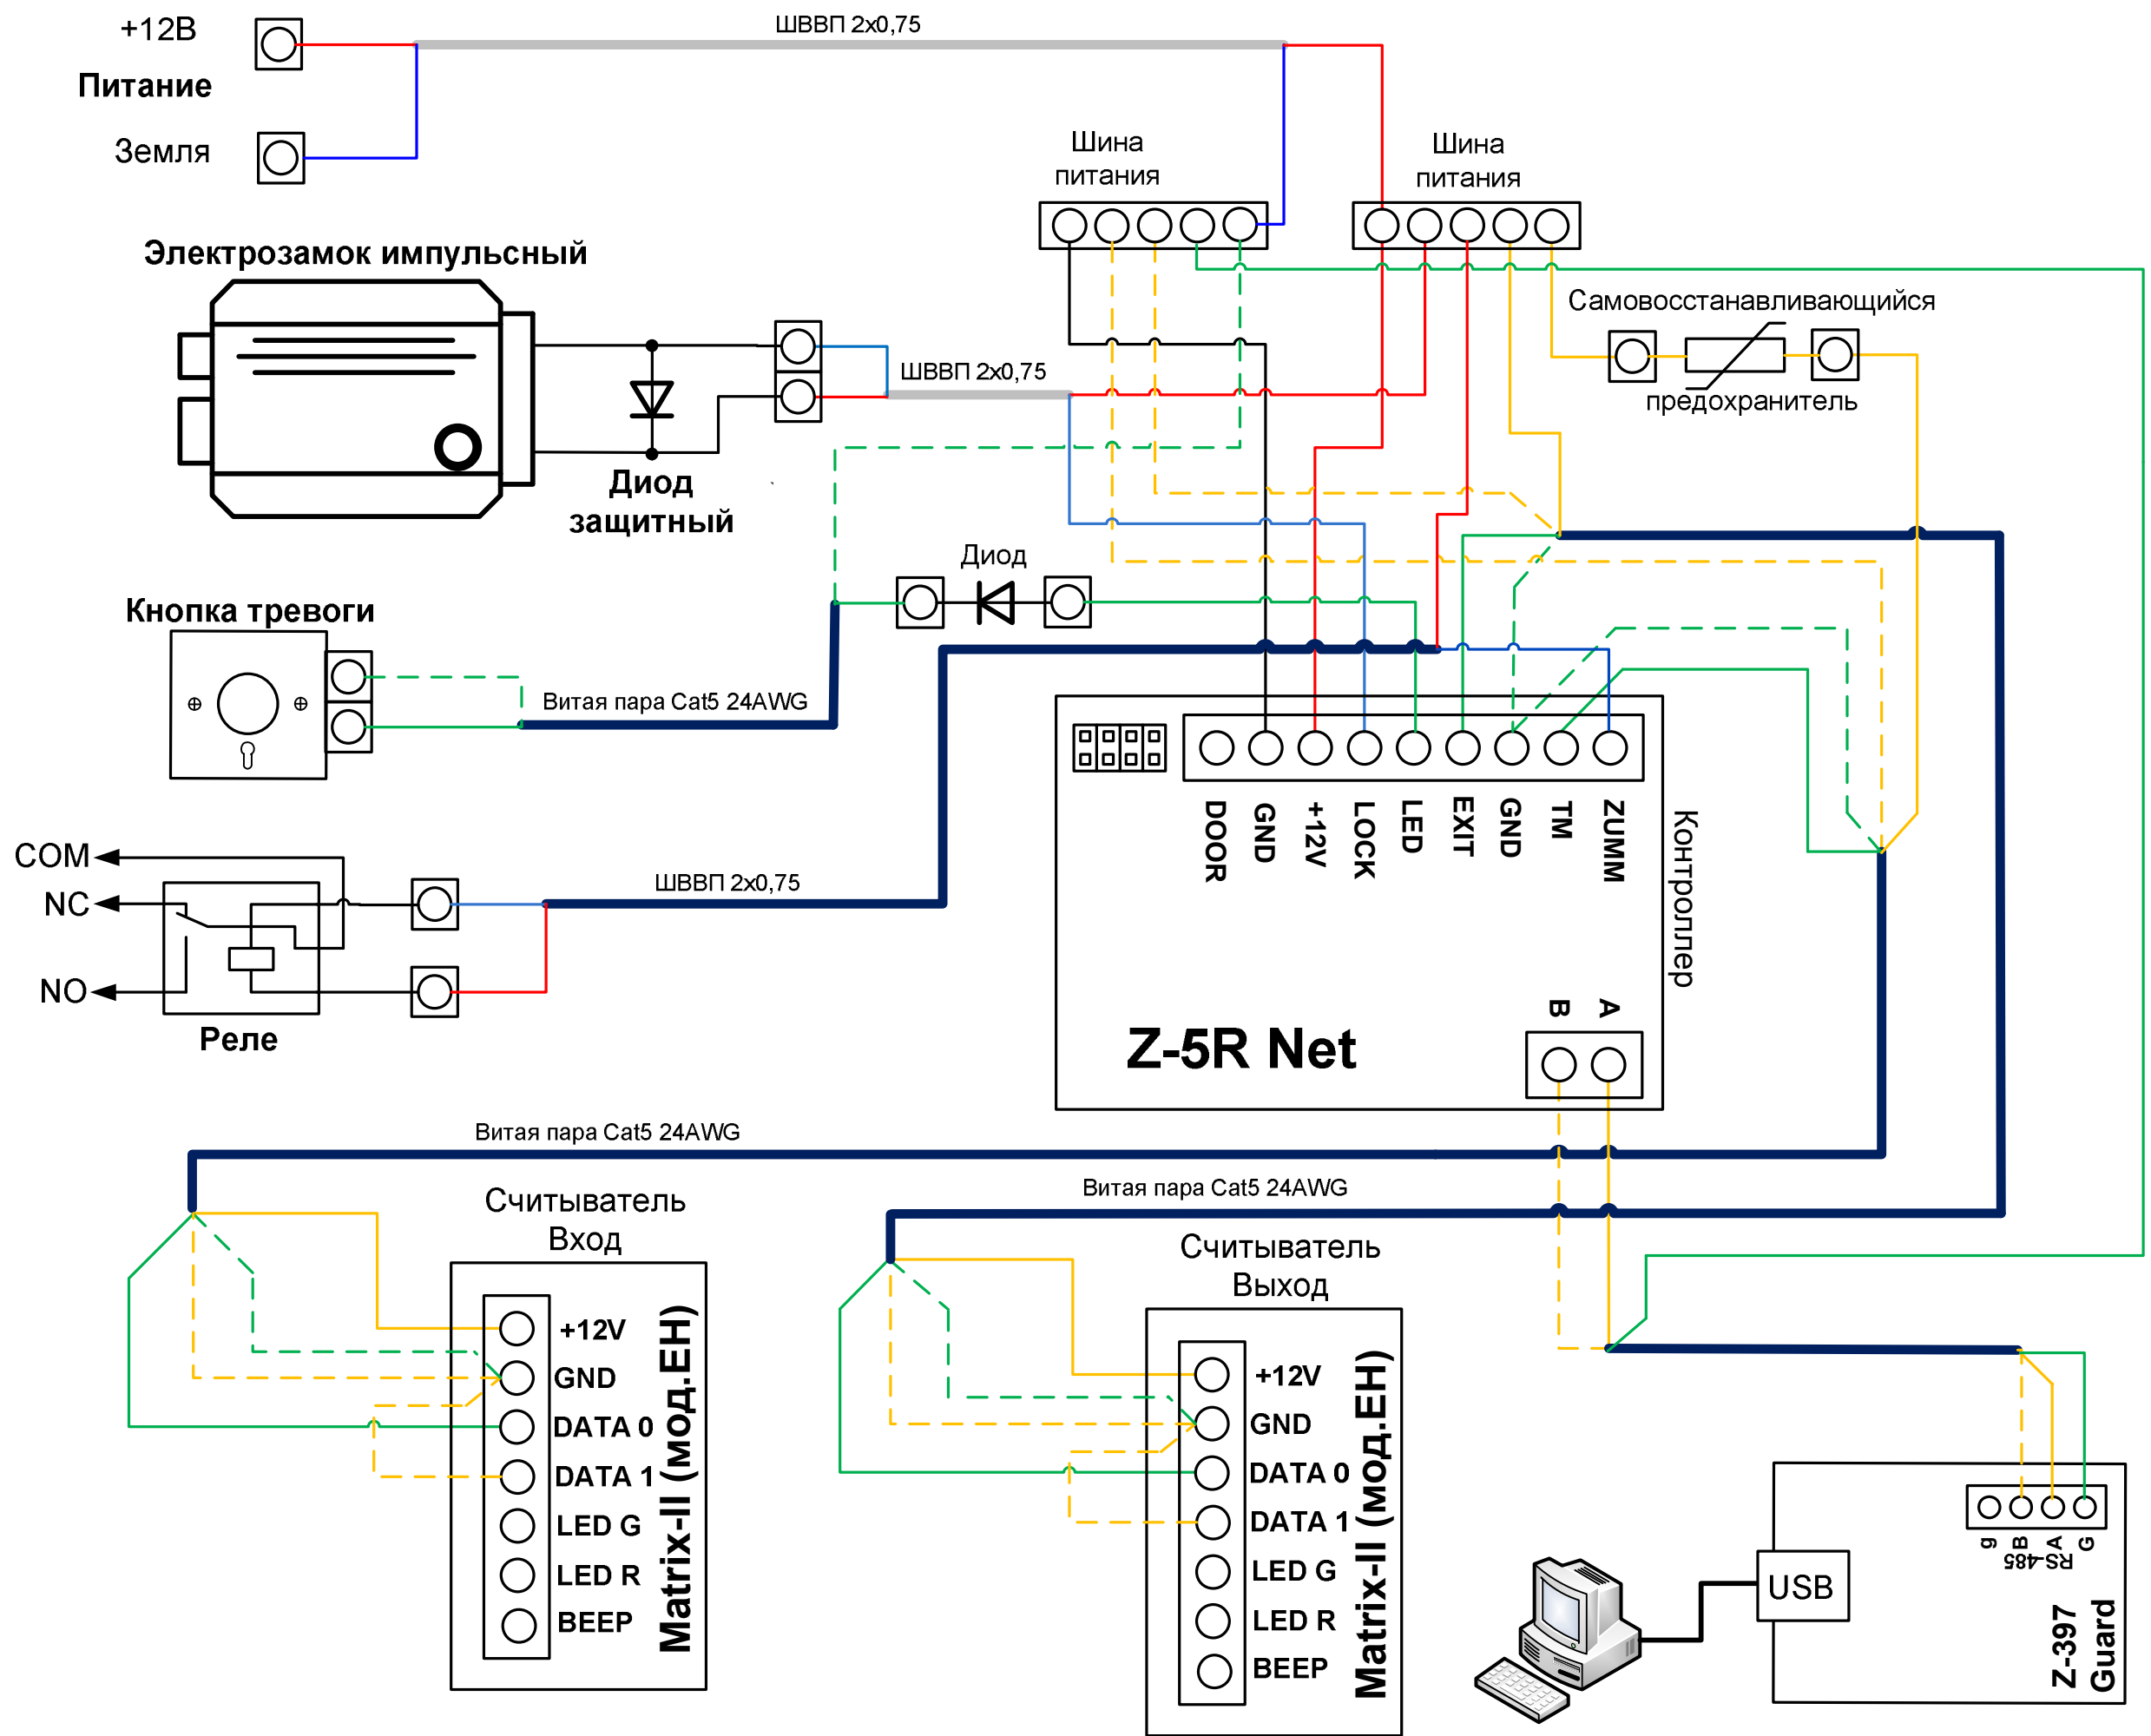 +12В
Питание
Земля
ШВВП 2х0,75
Шина
питания
Шина
питания
Электрозамок импульсный
ШВВП 2х0,75
Диод
защитный
Самовосстанавливающийся
предохранитель
Диод
Кнопка тревоги
Витая пара Cat5 24AWG
COM
NC
NO
Реле
ШВВП 2х0,75
DOOR
GND
+12V
LOCK
LED
EXIT
GND
TM
ZUMM
Контроллер
B
A
Z-5R Net
Витая пара Cat5 24AWG
Считыватель
Вход
+12V
GND
DATA 0
DATA 1
LED G
LED R
BEEP
Matrix-II (мод.EH)
Витая пара Cat5 24AWG
Считыватель
Выход
+12V
GND
DATA 0
DATA 1
LED G
LED R
BEEP
Matrix-II (мод.EH)
USB
g
B
A
G
RS-485
Z-397
Guard